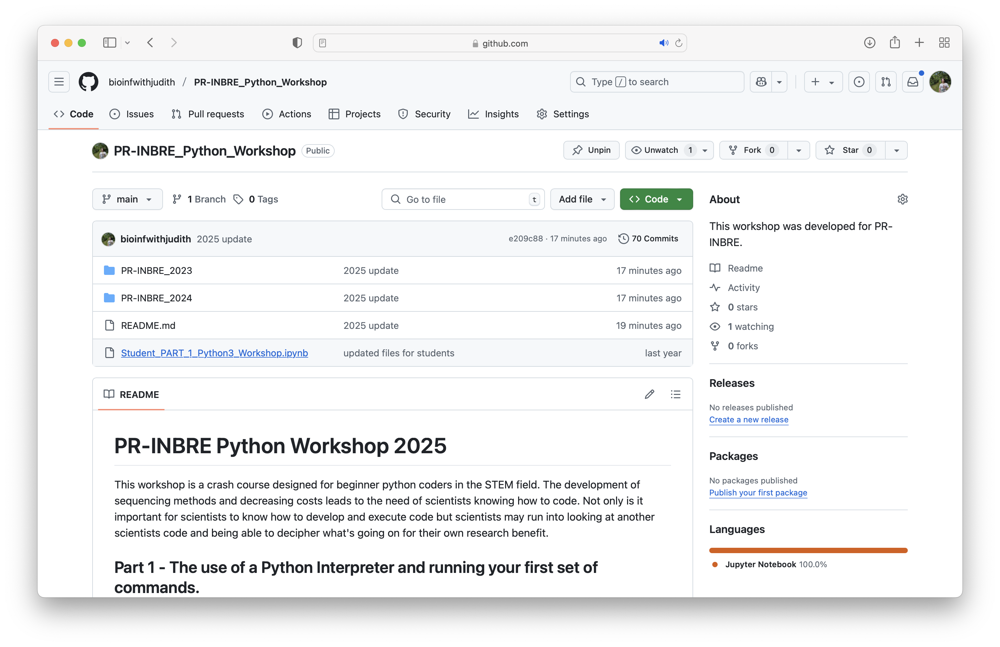 github.com
bioinfwithjudith / PR-INBRE_Python_Workshop
Type / to search
Code Issues Pull requests Actions Projects Security Insights Settings
PR-INBRE_Python_Workshop Public
Unpin Unwatch 1 Fork 0 Star 0
main 1 Branch 0 Tags Go to file t Add file Code
bioinfwithjudith 2025 update e209c88 · 17 minutes ago 70 Commits
PR-INBRE_2023 2025 update 17 minutes ago
PR-INBRE_2024 2025 update 17 minutes ago
README.md 2025 update 19 minutes ago
Student_PART_1_Python3_Workshop.ipynb updated files for students last year
README
PR-INBRE Python Workshop 2025
This workshop is a crash course designed for beginner python coders in the STEM field. The development of
sequencing methods and decreasing costs leads to the need of scientists knowing how to code. Not only is it
important for scientists to know how to develop and execute code but scientists may run into looking at another
scientists code and being able to decipher what's going on for their own research benefit.
Part 1 - The use of a Python Interpreter and running your first set of
commands.
About
This workshop was developed for PR-
INBRE.
Readme
Activity
0 stars
1 watching
0 forks
Releases
No releases published
Create a new release
Packages
No packages published
Publish your first package
Languages
Jupyter Notebook 100.0%